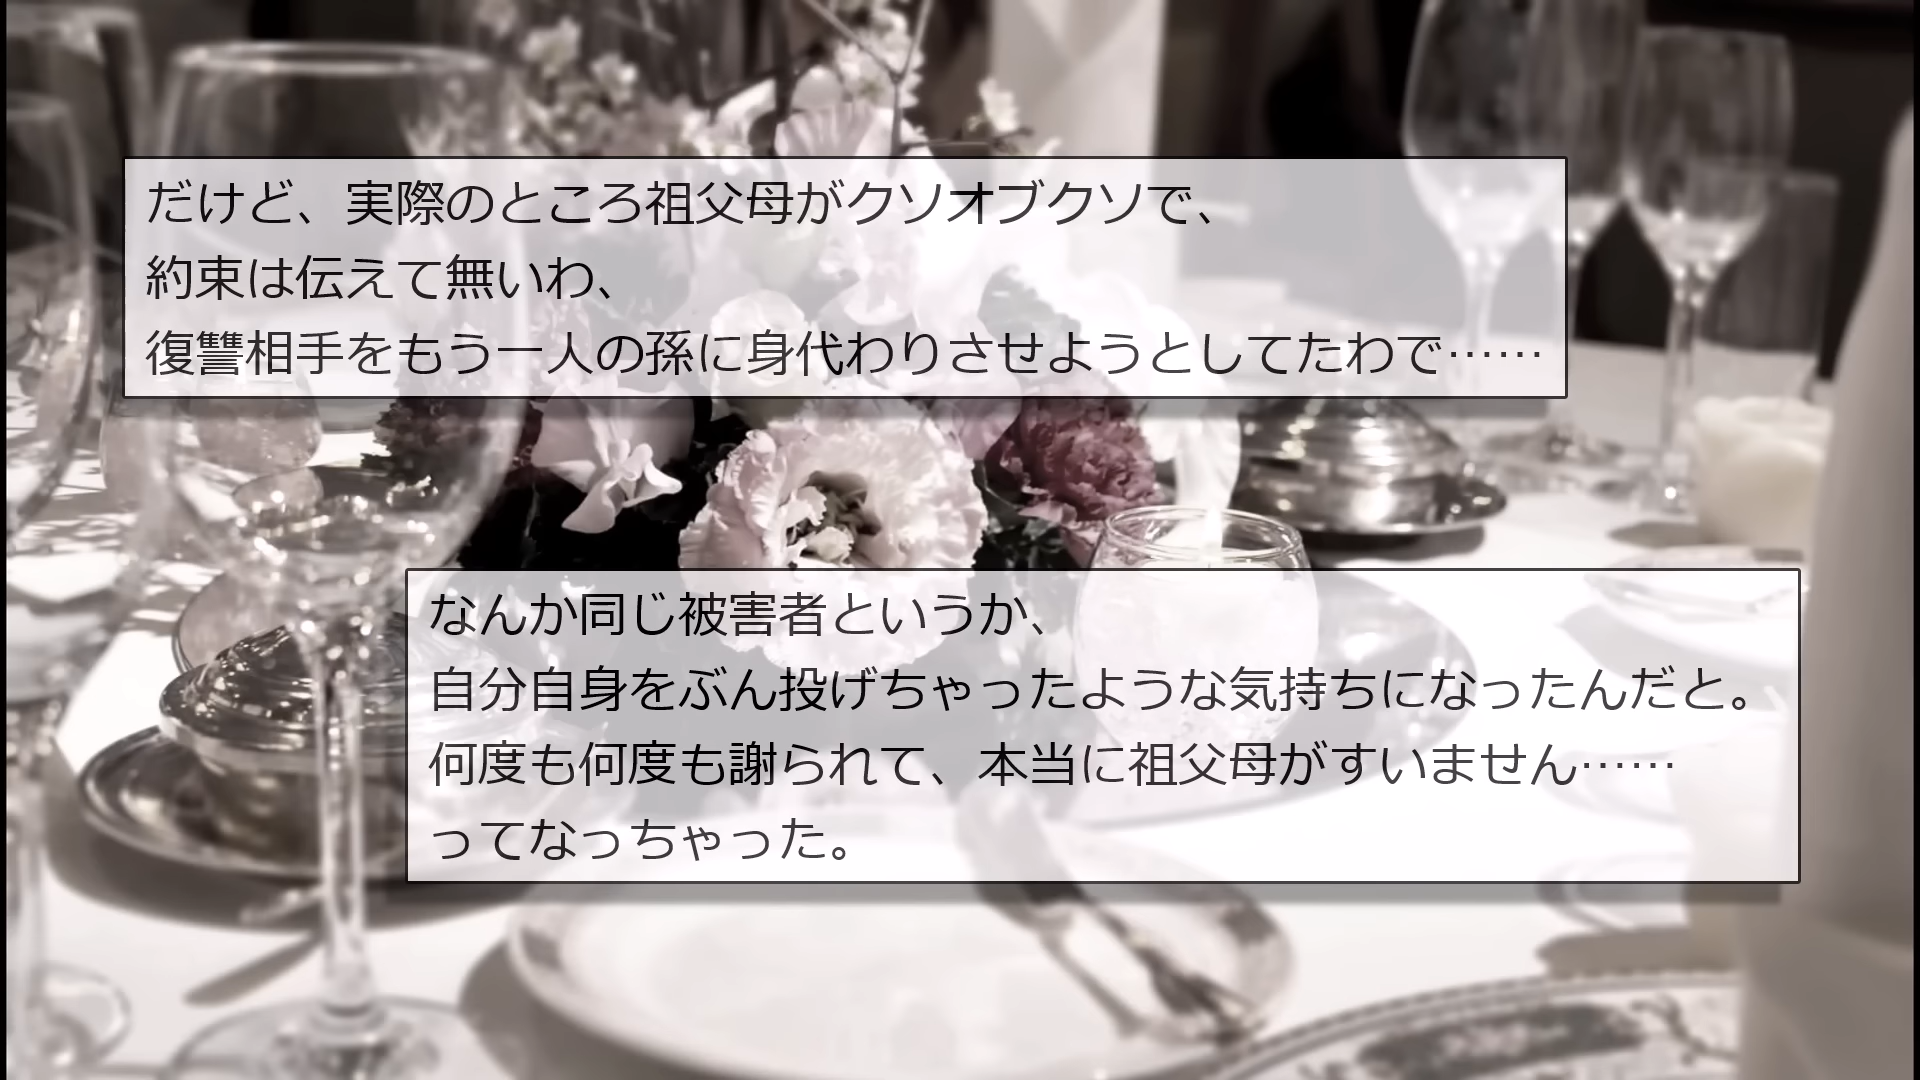 だけど、実際のところ祖父母がクソオブクソで、
約束は伝えて無いわ、
復讐相手をもう一人の孫に身代わりさせようとしてたわで……
なんか同じ被害者というか、
自分自身をぶん投げちゃったような気持ちになったんだと。
何度も何度も謝られて、本当に祖父母がすいません……
ってなっちゃった。